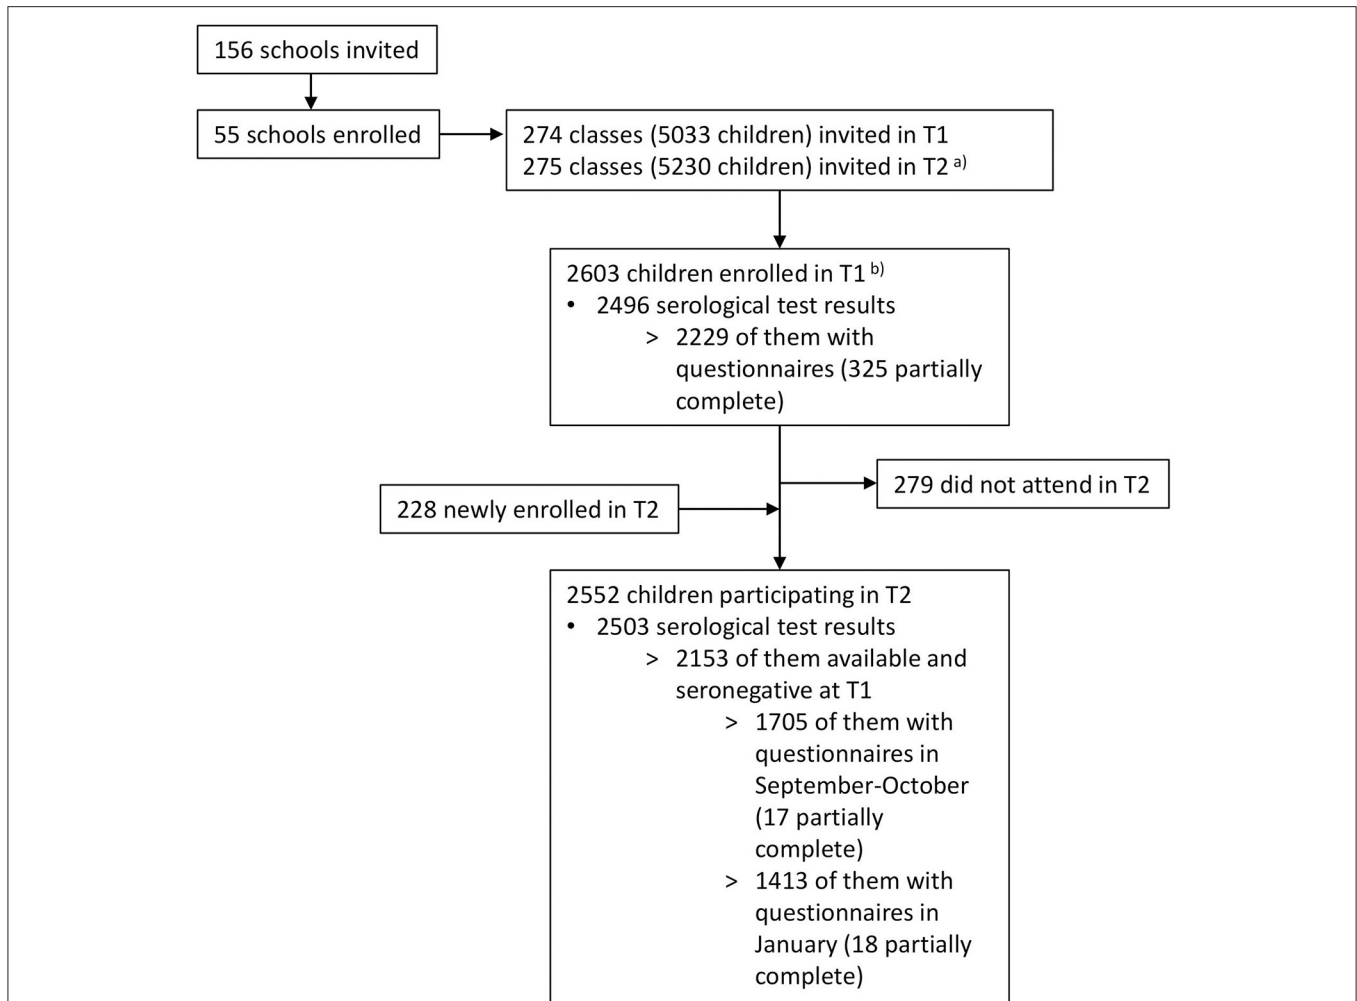 156 schools invited
55 schools enrolled
274 classes (5033 children) invited in T1
275 classes (5230 children) invited in T2 a)
2603 children enrolled in T1 b)
• 2496 serological test results
> 2229 of them with
questionnaires (325 partially
complete)
279 did not attend in T2
228 newly enrolled in T2
2552 children participating in T2
• 2503 serological test results
> 2153 of them available and
seronegative at T1
> 1705 of them with
questionnaires in
September-October
(17 partially
complete)
> 1413 of them with
questionnaires in
January (18 partially
complete)